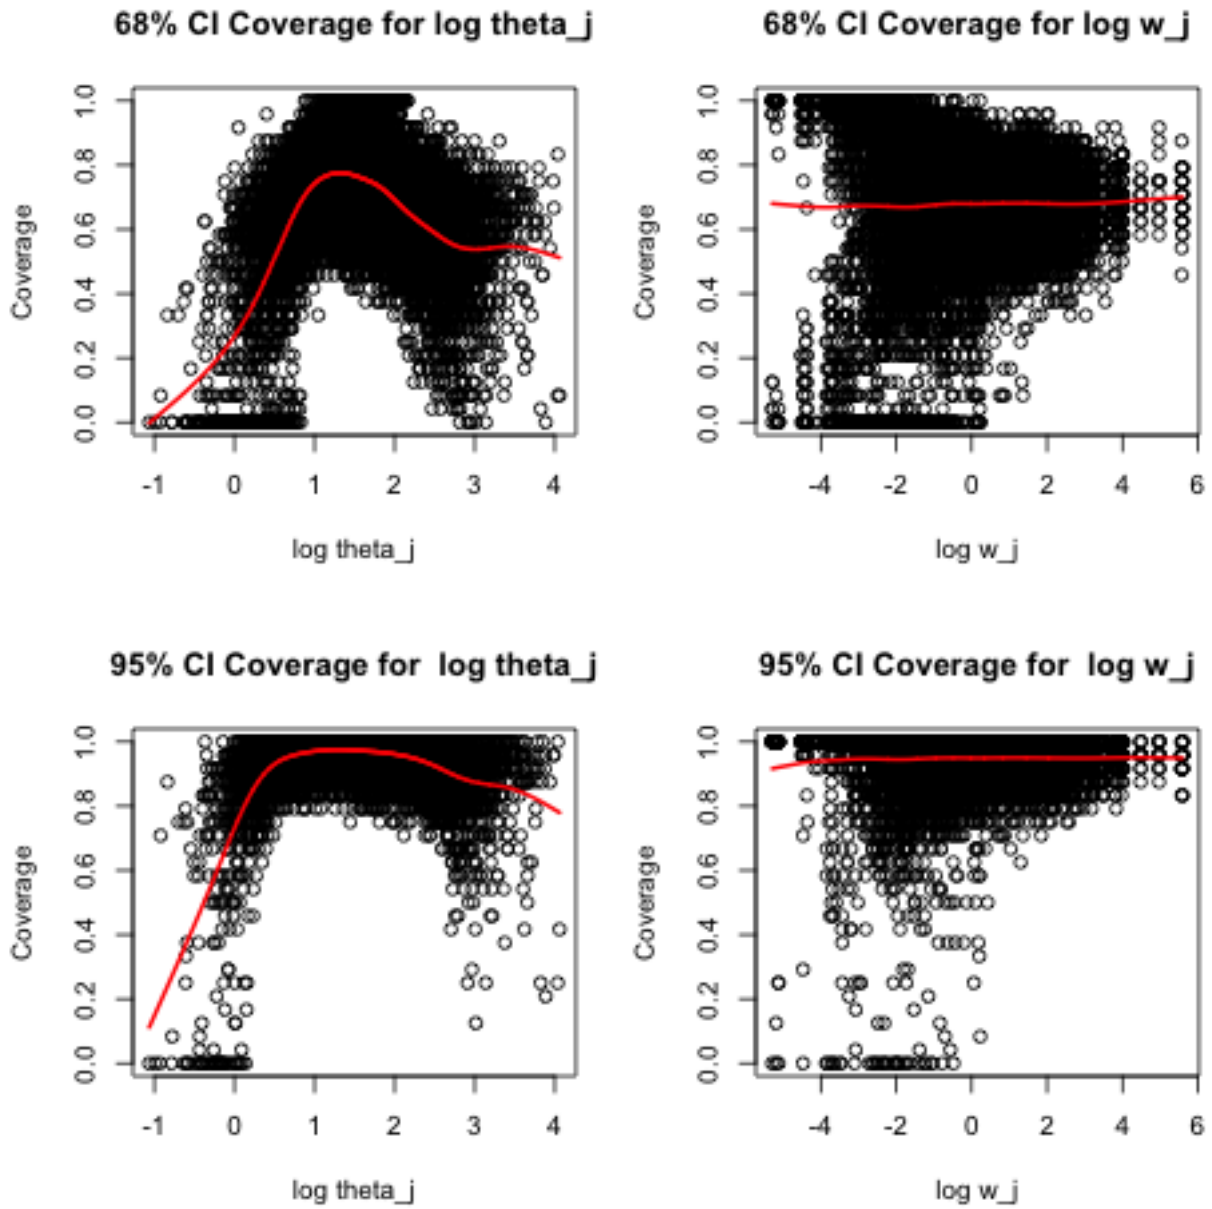 68% CI Coverage for log theta_j
Coverage
0.0 0.2 0.4 0.6 0.8 1.0
-1 0 1 2 3 4
log theta_j
68% CI Coverage for log w_j
Coverage
0.0 0.2 0.4 0.6 0.8 1.0
-4 -2 0 2 4 6
log w_j
95% CI Coverage for  log theta_j
Coverage
0.0 0.2 0.4 0.6 0.8 1.0
-1 0 1 2 3 4
log theta_j
95% CI Coverage for  log w_j
Coverage
0.0 0.2 0.4 0.6 0.8 1.0
-4 -2 0 2 4 6
log w_j